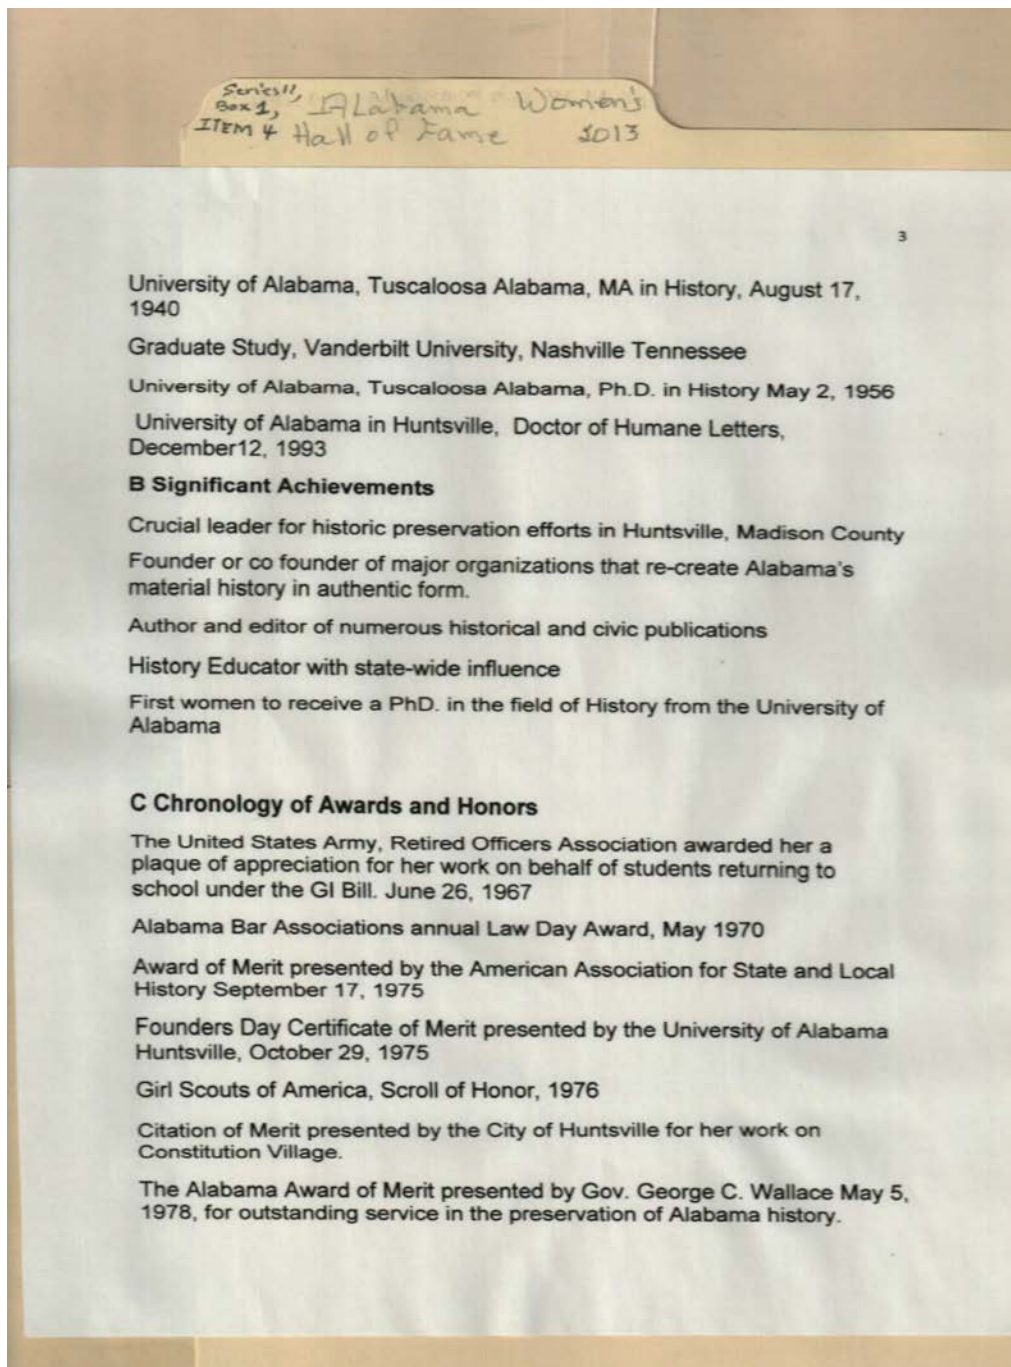 Series 11,
Box 1,
ITEM 4
Alabama Women's
Hall of Fame 2013
3
University of Alabama, Tuscaloosa Alabama, MA in History, August 17,
1940
Graduate Study, Vanderbilt University, Nashville Tennessee
University of Alabama, Tuscaloosa Alabama, Ph.D. in History May 2, 1956
University of Alabama in Huntsville, Doctor of Humane Letters,
December12, 1993
B Significant Achievements
Crucial leader for historic preservation efforts in Huntsville, Madison County
Founder or co founder of major organizations that re-create Alabama's
material history in authentic form.
Author and editor of numerous historical and civic publications
History Educator with state-wide influence
First women to receive a PhD. in the field of History from the University of
Alabama
C Chronology of Awards and Honors
The United States Army, Retired Officers Association awarded her a
plaque of appreciation for her work on behalf of students returning to
school under the GI Bill. June 26, 1967
Alabama Bar Associations annual Law Day Award, May 1970
Award of Merit presented by the American Association for State and Local
History September 17, 1975
Founders Day Certificate of Merit presented by the University of Alabama
Huntsville, October 29, 1975
Girl Scouts of America, Scroll of Honor, 1976
Citation of Merit presented by the City of Huntsville for her work on
Constitution Village.
The Alabama Award of Merit presented by Gov. George C. Wallace May 5,
1978, for outstanding service in the preservation of Alabama history.